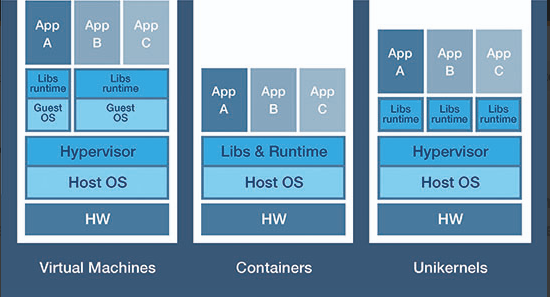 App App App
A B C
Libs runtime Libs runtime
Guest OS Guest OS
Hypervisor
Host OS
HW
Virtual Machines
App App App
A B C
Libs & Runtime
Host OS
HW
Containers
App App App
A B C
Libs Libs Libs
runtime runtime runtime
Hypervisor
Host OS
HW
Unikernels